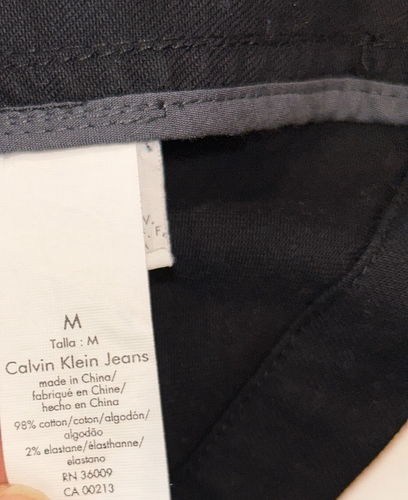 M
Talla : M
Calvin Klein Jeans
made in China/
fabriqué en Chine/
hecho en China
98% cotton/coton/algodón/
algodão
2% elastane/élasthanne/
elastano
RN 36009
CA 00213